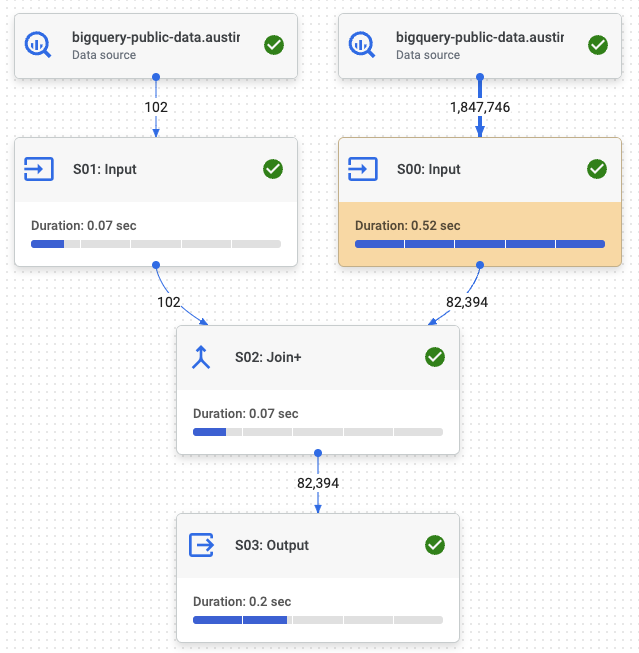 bigquery-public-data.austin
Data source
bigquery-public-data.austin
Data source
102
1,847,746
S01: Input
S00: Input
Duration: 0.07 sec
Duration: 0.52 sec
102
82,394
S02: Join+
Duration: 0.07 sec
82,394
S03: Output
Duration: 0.2 sec